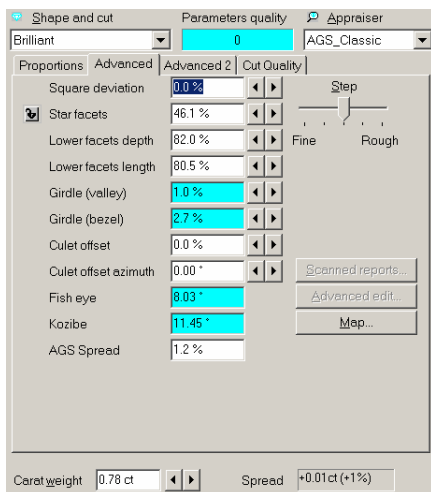 Shape and cut Parameters quality Appraiser
Brilliant 0 AGS_Classic
Proportions Advanced Advanced 2 Cut Quality
Square deviation 0.0 % Step
Star facets 46.1 %
Lower facets depth 82.0 % Fine Rough
Lower facets length 80.5 %
Girdle (valley) 1.0 %
Girdle (bezel) 2.7 %
Culet offset 0.0 %
Culet offset azimuth 0.00 ° Scanned reports...
Fish eye 8.03 ° Advanced edit...
Kozibe 11.45 ° Map...
AGS Spread 1.2 %
Carat weight 0.78 ct Spread +0.01ct (+1%)